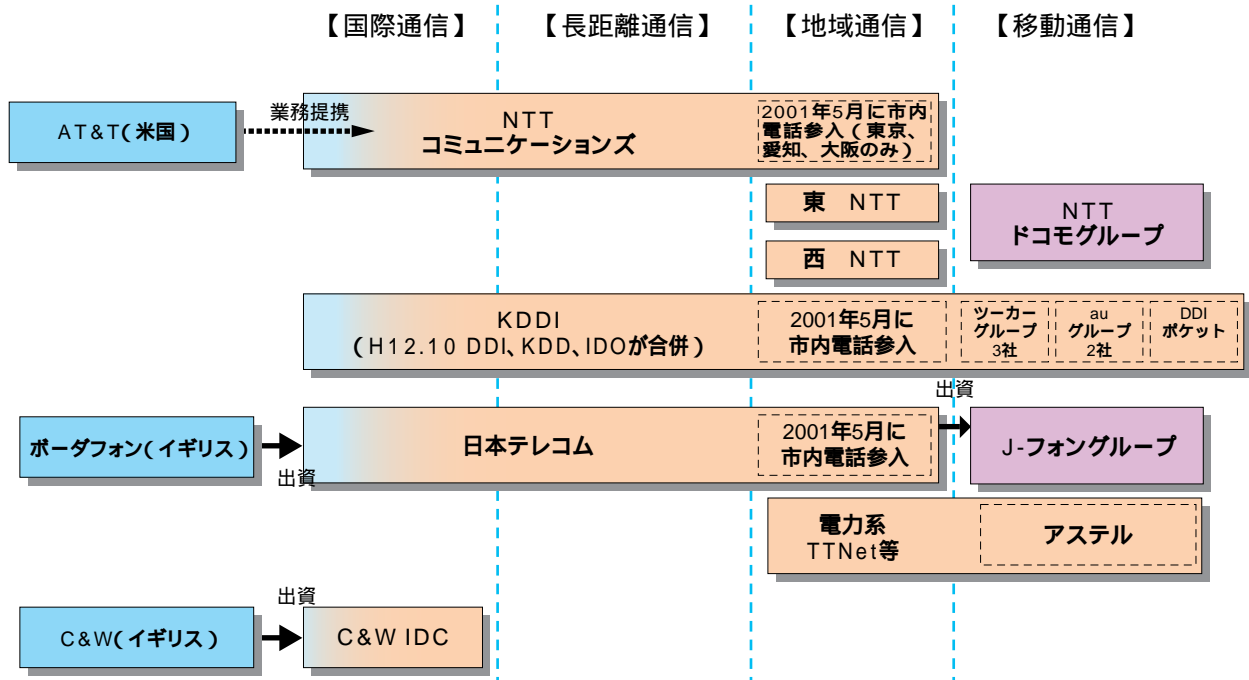 【国際通信】
【長距離通信】
【地域通信】
【移動通信】
AT&T(米国)
業務提携
NTT
コミュニケーションズ
2001年5月に市内
電話参入(東京、
愛知、大阪のみ)
東 NTT
西 NTT
NTT
ドコモグループ
KDDI
(H12.10 DDI、KDD、IDOが合併)
2001年5月に
市内電話参入
ツーカー
グループ
3社
au
グループ
2社
DDI
ポケット
ボーダフォン(イギリス)
出資
日本テレコム
2001年5月に
市内電話参入
出資
J-フォングループ
電力系
TTNet等
アステル
C&W(イギリス)
出資
C&W IDC